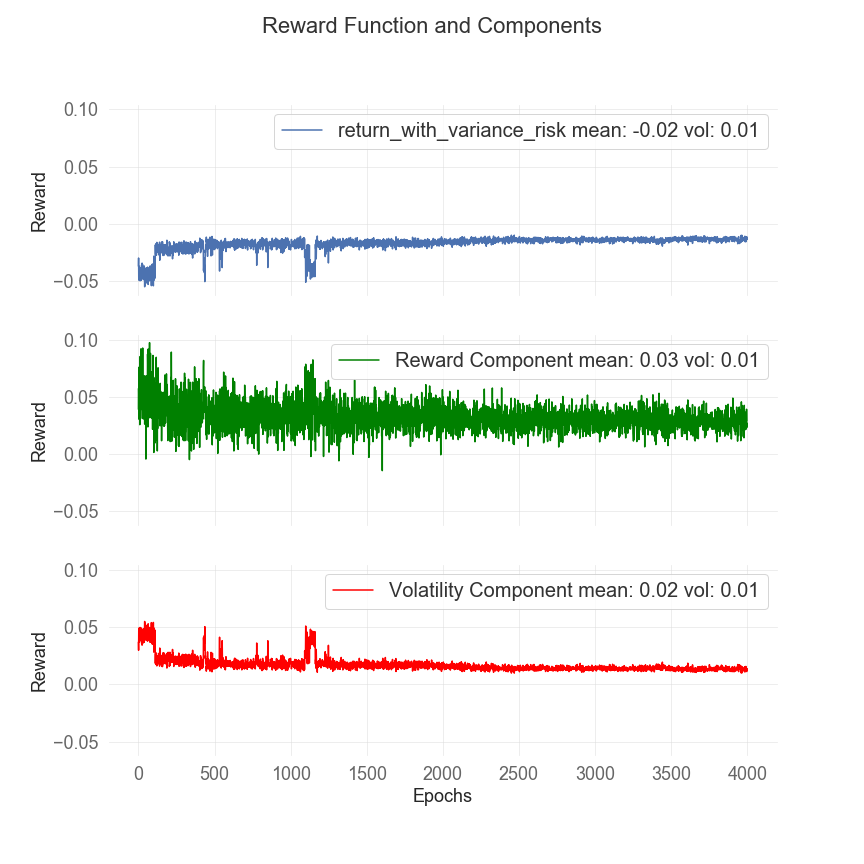 Reward Function and Components
0.10
return_with_variance_risk mean: -0.02 vol: 0.01
0.05
0.00
−0.05
Reward
0.10
Reward Component mean: 0.03 vol: 0.01
0.05
0.00
−0.05
Reward
0.10
Volatility Component mean: 0.02 vol: 0.01
0.05
0.00
−0.05
Reward
0 500 1000 1500 2000 2500 3000 3500 4000
Epochs